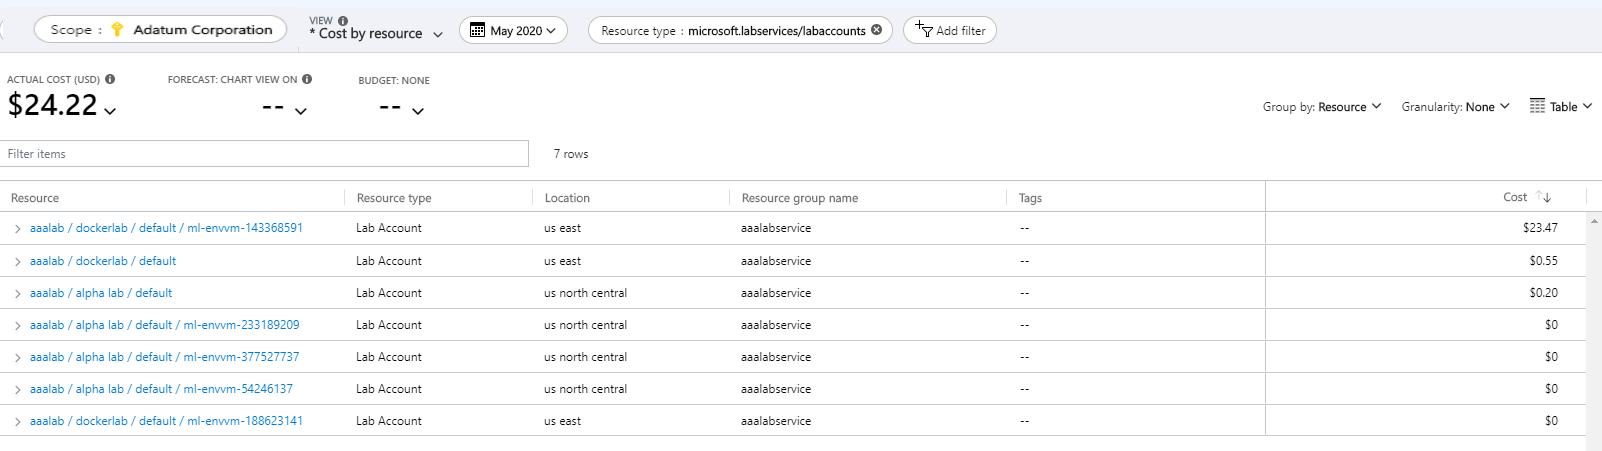 Scope : Adatum Corporation
VIEW
* Cost by resource
May 2020
Resource type : microsoft.labservices/labaccounts
Add filter
ACTUAL COST (USD)
$24.22
FORECAST: CHART VIEW ON
--
BUDGET: NONE
--
Group by: Resource
Granularity: None
Table
Filter items
7 rows
Resource Resource type Location Resource group name Tags Cost
aaalab / dockerlab / default / ml-envvm-143368591 Lab Account us east aaalabservice -- $23.47
aaalab / dockerlab / default Lab Account us east aaalabservice -- $0.55
aaalab / alpha lab / default Lab Account us north central aaalabservice -- $0.20
aaalab / alpha lab / default / ml-envvm-233189209 Lab Account us north central aaalabservice -- $0
aaalab / alpha lab / default / ml-envvm-377527737 Lab Account us north central aaalabservice -- $0
aaalab / alpha lab / default / ml-envvm-54246137 Lab Account us north central aaalabservice -- $0
aaalab / dockerlab / default / ml-envvm-188623141 Lab Account us east aaalabservice -- $0